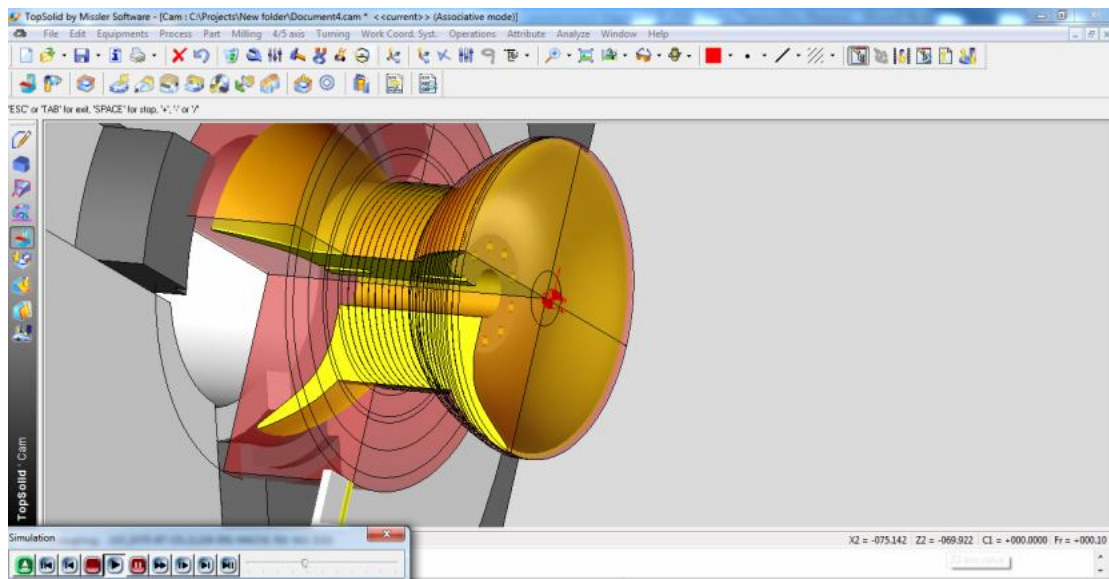 TopSolid by Missler Software - [Cam : C:\Projects\New folder\Document4.cam * <<current>> (Associative mode)]
File Edit Equipments Process Part Milling 4/5 axis Turning Work Coord. Syst. Operations Attribute Analyze Window Help
'ESC' or 'TAB' for exit, 'SPACE' for stop, '+', '-' or '/'
TopSolid'Cam
Simulation
X2 = -075.142 Z2 = -069.922 C1 = +000.0000 Fr = +000.10